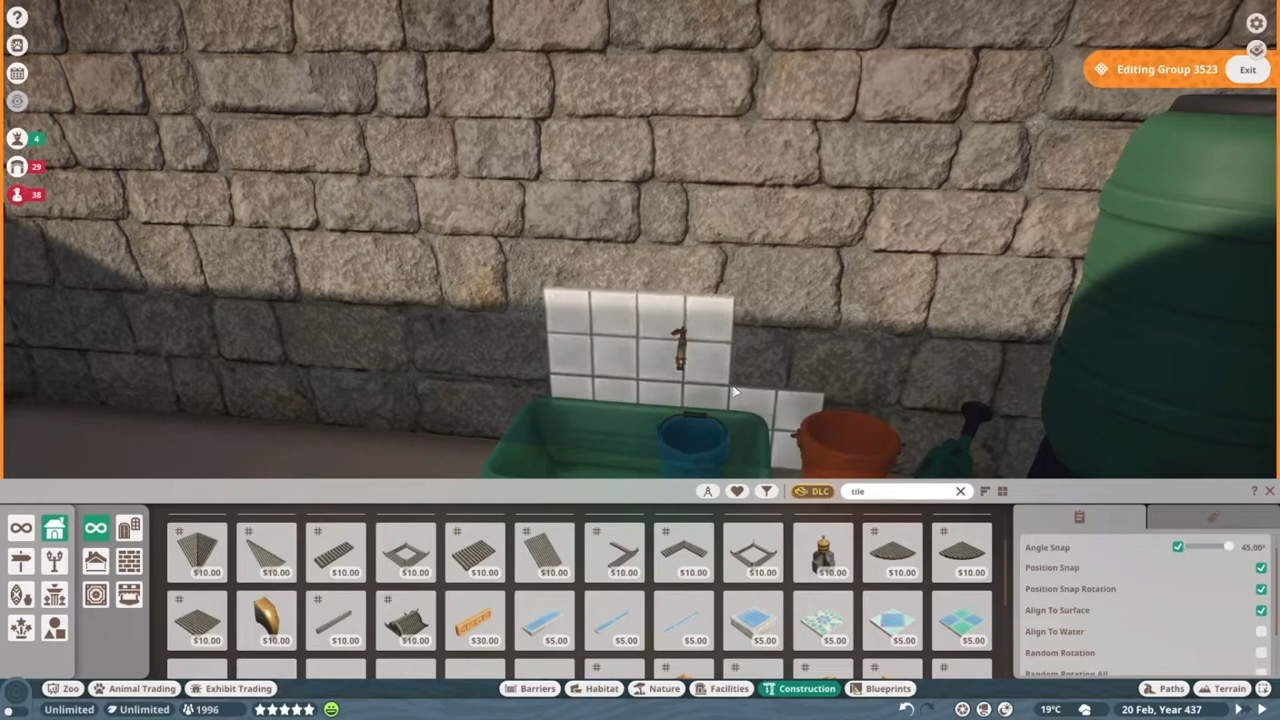 ?
Editing Group 3523 Exit
4
29
38
DLC tile
? 
# # # # # # # # # # #
$10.00 $10.00 $10.00 $10.00 $10.00 $10.00 $10.00 $10.00 $10.00 $10.00 $10.00 $10.00
# # #
$10.00 $10.00 $10.00 $10.00 $30.00 $5.00 $5.00 $5.00 $5.00 $5.00 $5.00 $5.00
# # # # # #
Angle Snap 45.00°
Position Snap
Position Snap Rotation
Align To Surface
Align To Water
Random Rotation
Random Rotation All
Zoo Animal Trading Exhibit Trading Barriers Habitat Nature Facilities Construction Blueprints Paths Terrain
Unlimited Unlimited 1996 19°C 20 Feb, Year 437